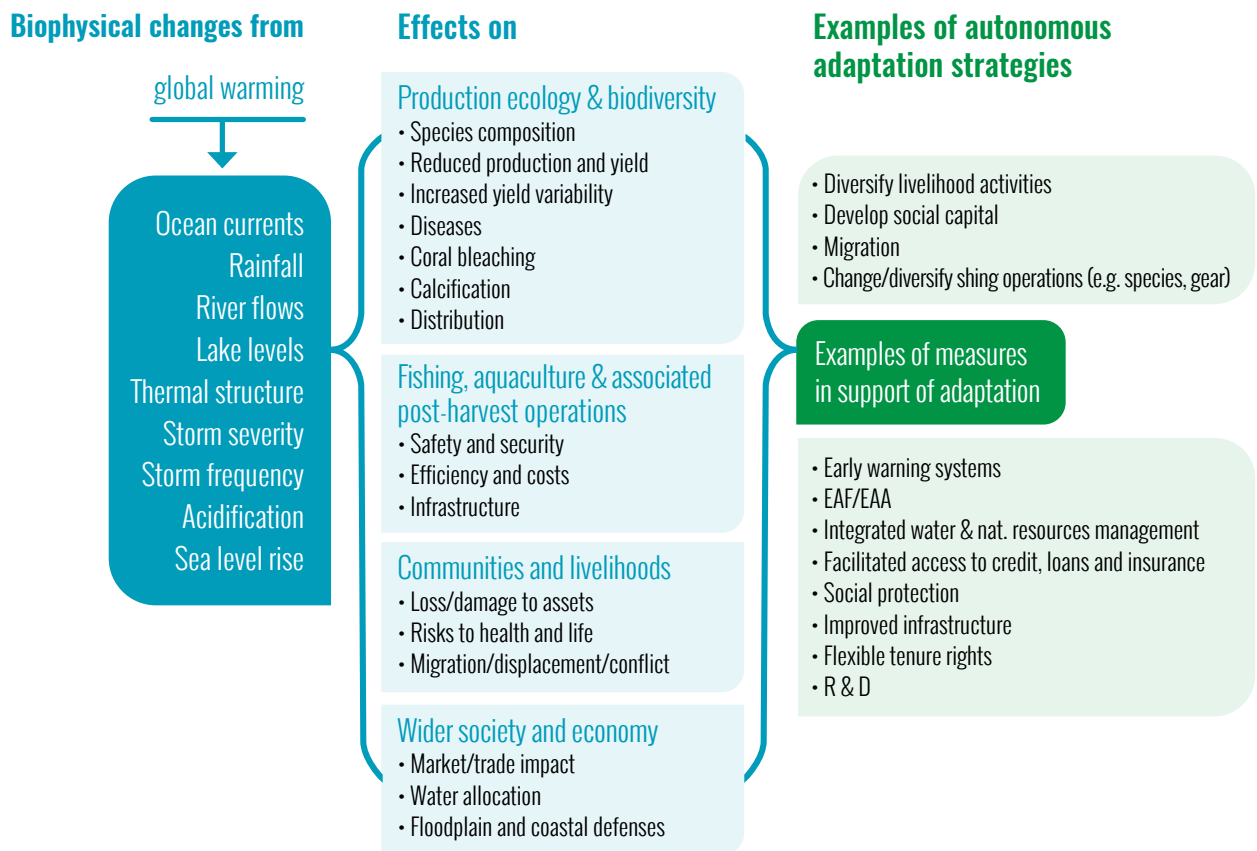 Biophysical changes from
global warming
Ocean currents
Rainfall
River flows
Lake levels
Thermal structure
Storm severity
Storm frequency
Acidification
Sea level rise
Effects on
Production ecology & biodiversity
• Species composition
• Reduced production and yield
• Increased yield variability
• Diseases
• Coral bleaching
• Calcification
• Distribution
Fishing, aquaculture & associated
post-harvest operations
• Safety and security
• Efficiency and costs
• Infrastructure
Communities and livelihoods
• Loss/damage to assets
• Risks to health and life
• Migration/displacement/conflict
Wider society and economy
• Market/trade impact
• Water allocation
• Floodplain and coastal defenses
Examples of autonomous
adaptation strategies
• Diversify livelihood activities
• Develop social capital
• Migration
• Change/diversify shing operations (e.g. species, gear)
Examples of measures
in support of adaptation
• Early warning systems
• EAF/EAA
• Integrated water & nat. resources management
• Facilitated access to credit, loans and insurance
• Social protection
• Improved infrastructure
• Flexible tenure rights
• R & D